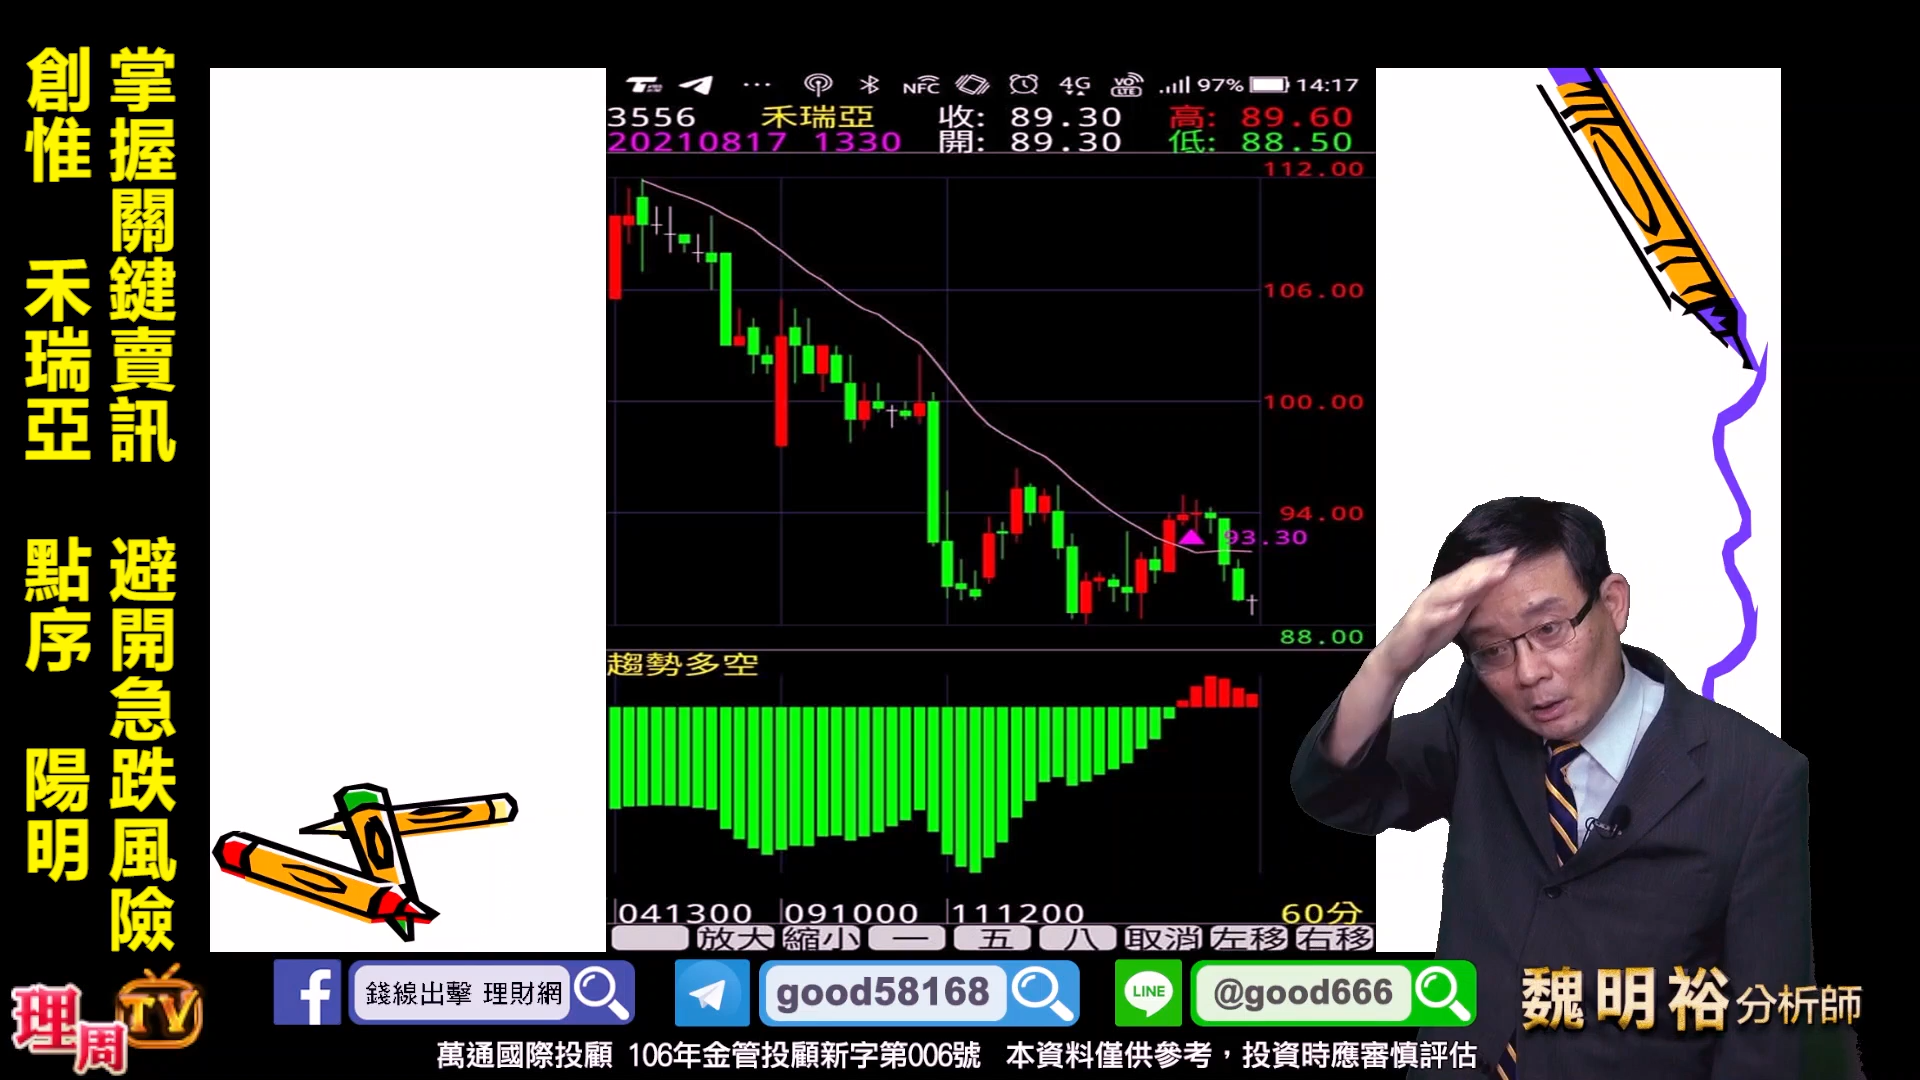 掌握關鍵賣訊 避開急跌風險
創惟 禾瑞亞 點序 陽明
NFC 4G VO LTE 97% 14:17
3556 禾瑞亞 收: 89.30 高: 89.60
20210817 1330 開: 89.30 低: 88.50
112.00
106.00
100.00
94.00
93.30
88.00
趨勢多空
041300 091000 111200 60分
放大 縮小 一 五 八 取消 左移 右移
理周TV
f 錢線出擊 理財網
good58168
LINE @good666
魏明裕分析師
萬通國際投顧 106年金管投顧新字第006號 本資料僅供參考，投資時應審慎評估